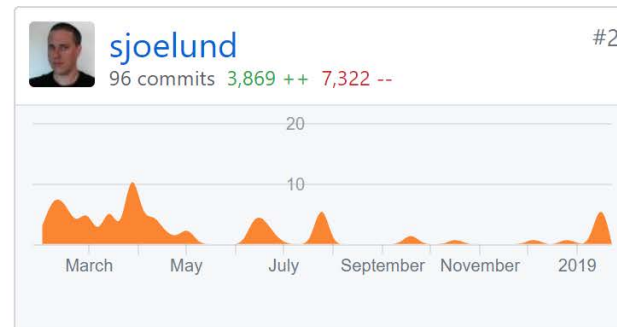 sjoelund
#2
96 commits 3,869 ++ 7,322 --
20
10
March May July September November 2019